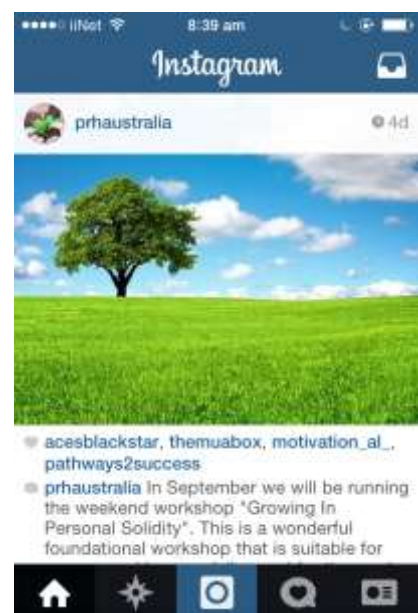 iiNet 8:39 am
Instagram
prhaustralia 4d
acesblackstar, themuabox, motivation_al_,
pathways2success
prhaustralia In September we will be running
the weekend workshop "Growing In
Personal Solidity". This is a wonderful
foundational workshop that is suitable for